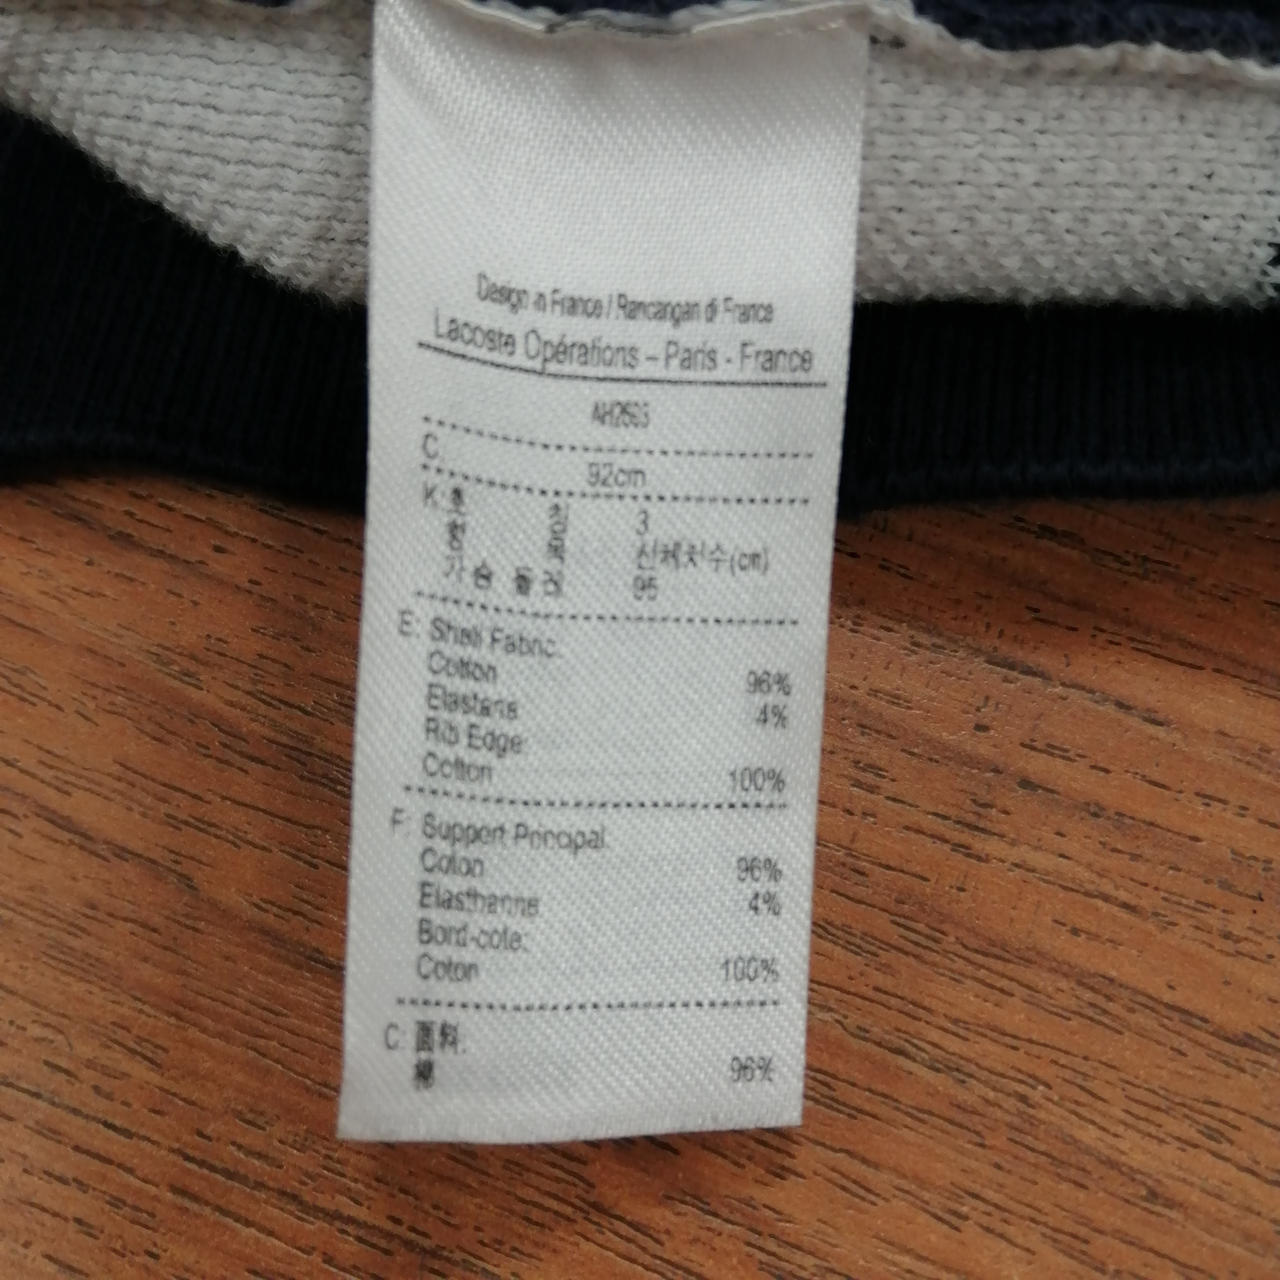 Design in France / Rancangan di France
Lacoste Opérations – Paris - France
C:
92cm
K: 호 칭 3
신체치수(cm)
가슴 둘레 95
E: Shell Fabric:
Cotton 96%
Elastane 4%
Rib Edge:
Cotton 100%
F: Support Principal:
Coton 96%
Elasthanne 4%
Bord-cote:
Coton 100%
C: 面料:
棉 96%